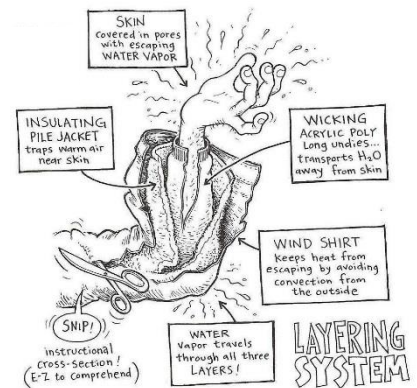 SKIN
covered in pores
with escaping
WATER VAPOR
INSULATING
PILE JACKET
traps warm air
near skin
WICKING
ACRYLIC POLY
Long undies...
transports H₂O
away from skin
WIND SHIRT
Keeps heat from
escaping by avoiding
convection from
the outside
SNIP!
instructional
cross-section!
(E-Z to comprehend)
WATER
Vapor travels
through all three
LAYERS!
LAYERING
SYSTEM